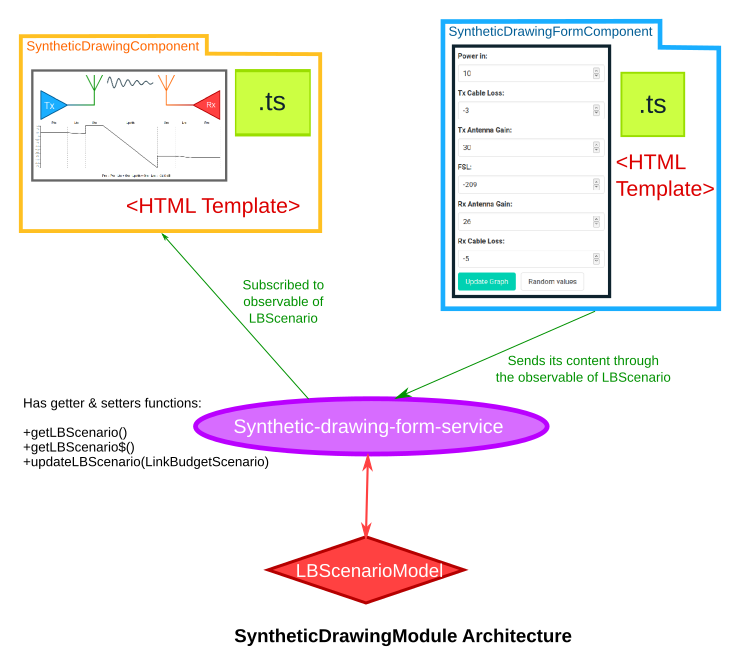 SyntheticDrawingComponent
Tx
Rx
.ts
<HTML Template>
SyntheticDrawingFormComponent
Power in:
10
Tx Cable Loss:
-3
Tx Antenna Gain:
30
FSL:
-209
Rx Antenna Gain:
26
Rx Cable Loss:
-5
Update Graph
Random values
.ts
<HTML
Template>
Subscribed to
observable of
LBScenario
Sends its content through
the observable of LBScenario
Has getter & setters functions:
+getLBScenario()
+getLBScenario$()
+updateLBScenario(LinkBudgetScenario)
Synthetic-drawing-form-service
LBScenarioModel
SyntheticDrawingModule Architecture